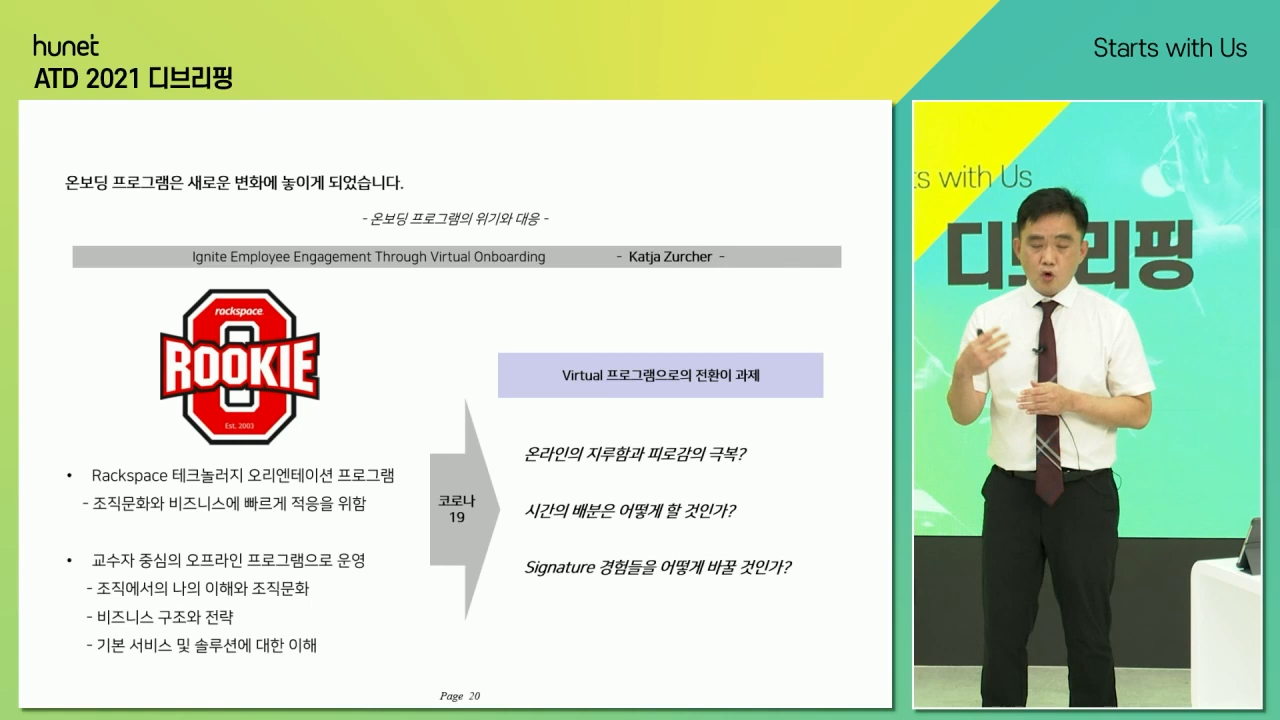 hunet
ATD 2021 디브리핑
Starts with Us
온보딩 프로그램은 새로운 변화에 놓이게 되었습니다.
- 온보딩 프로그램의 위기와 대응 -
Ignite Employee Engagement Through Virtual Onboarding - Katja Zurcher -
rackspace
ROOKIE
Est. 2003
• Rackspace 테크놀러지 오리엔테이션 프로그램
- 조직문화와 비즈니스에 빠르게 적응을 위함
• 교수자 중심의 오프라인 프로그램으로 운영
- 조직에서의 나의 이해와 조직문화
- 비즈니스 구조와 전략
- 기본 서비스 및 솔루션에 대한 이해
코로나
19
Virtual 프로그램으로의 전환이 과제
온라인의 지루함과 피로감의 극복?
시간의 배분은 어떻게 할 것인가?
Signature 경험들을 어떻게 바꿀 것인가?
Page 20
ts with Us
디브리핑